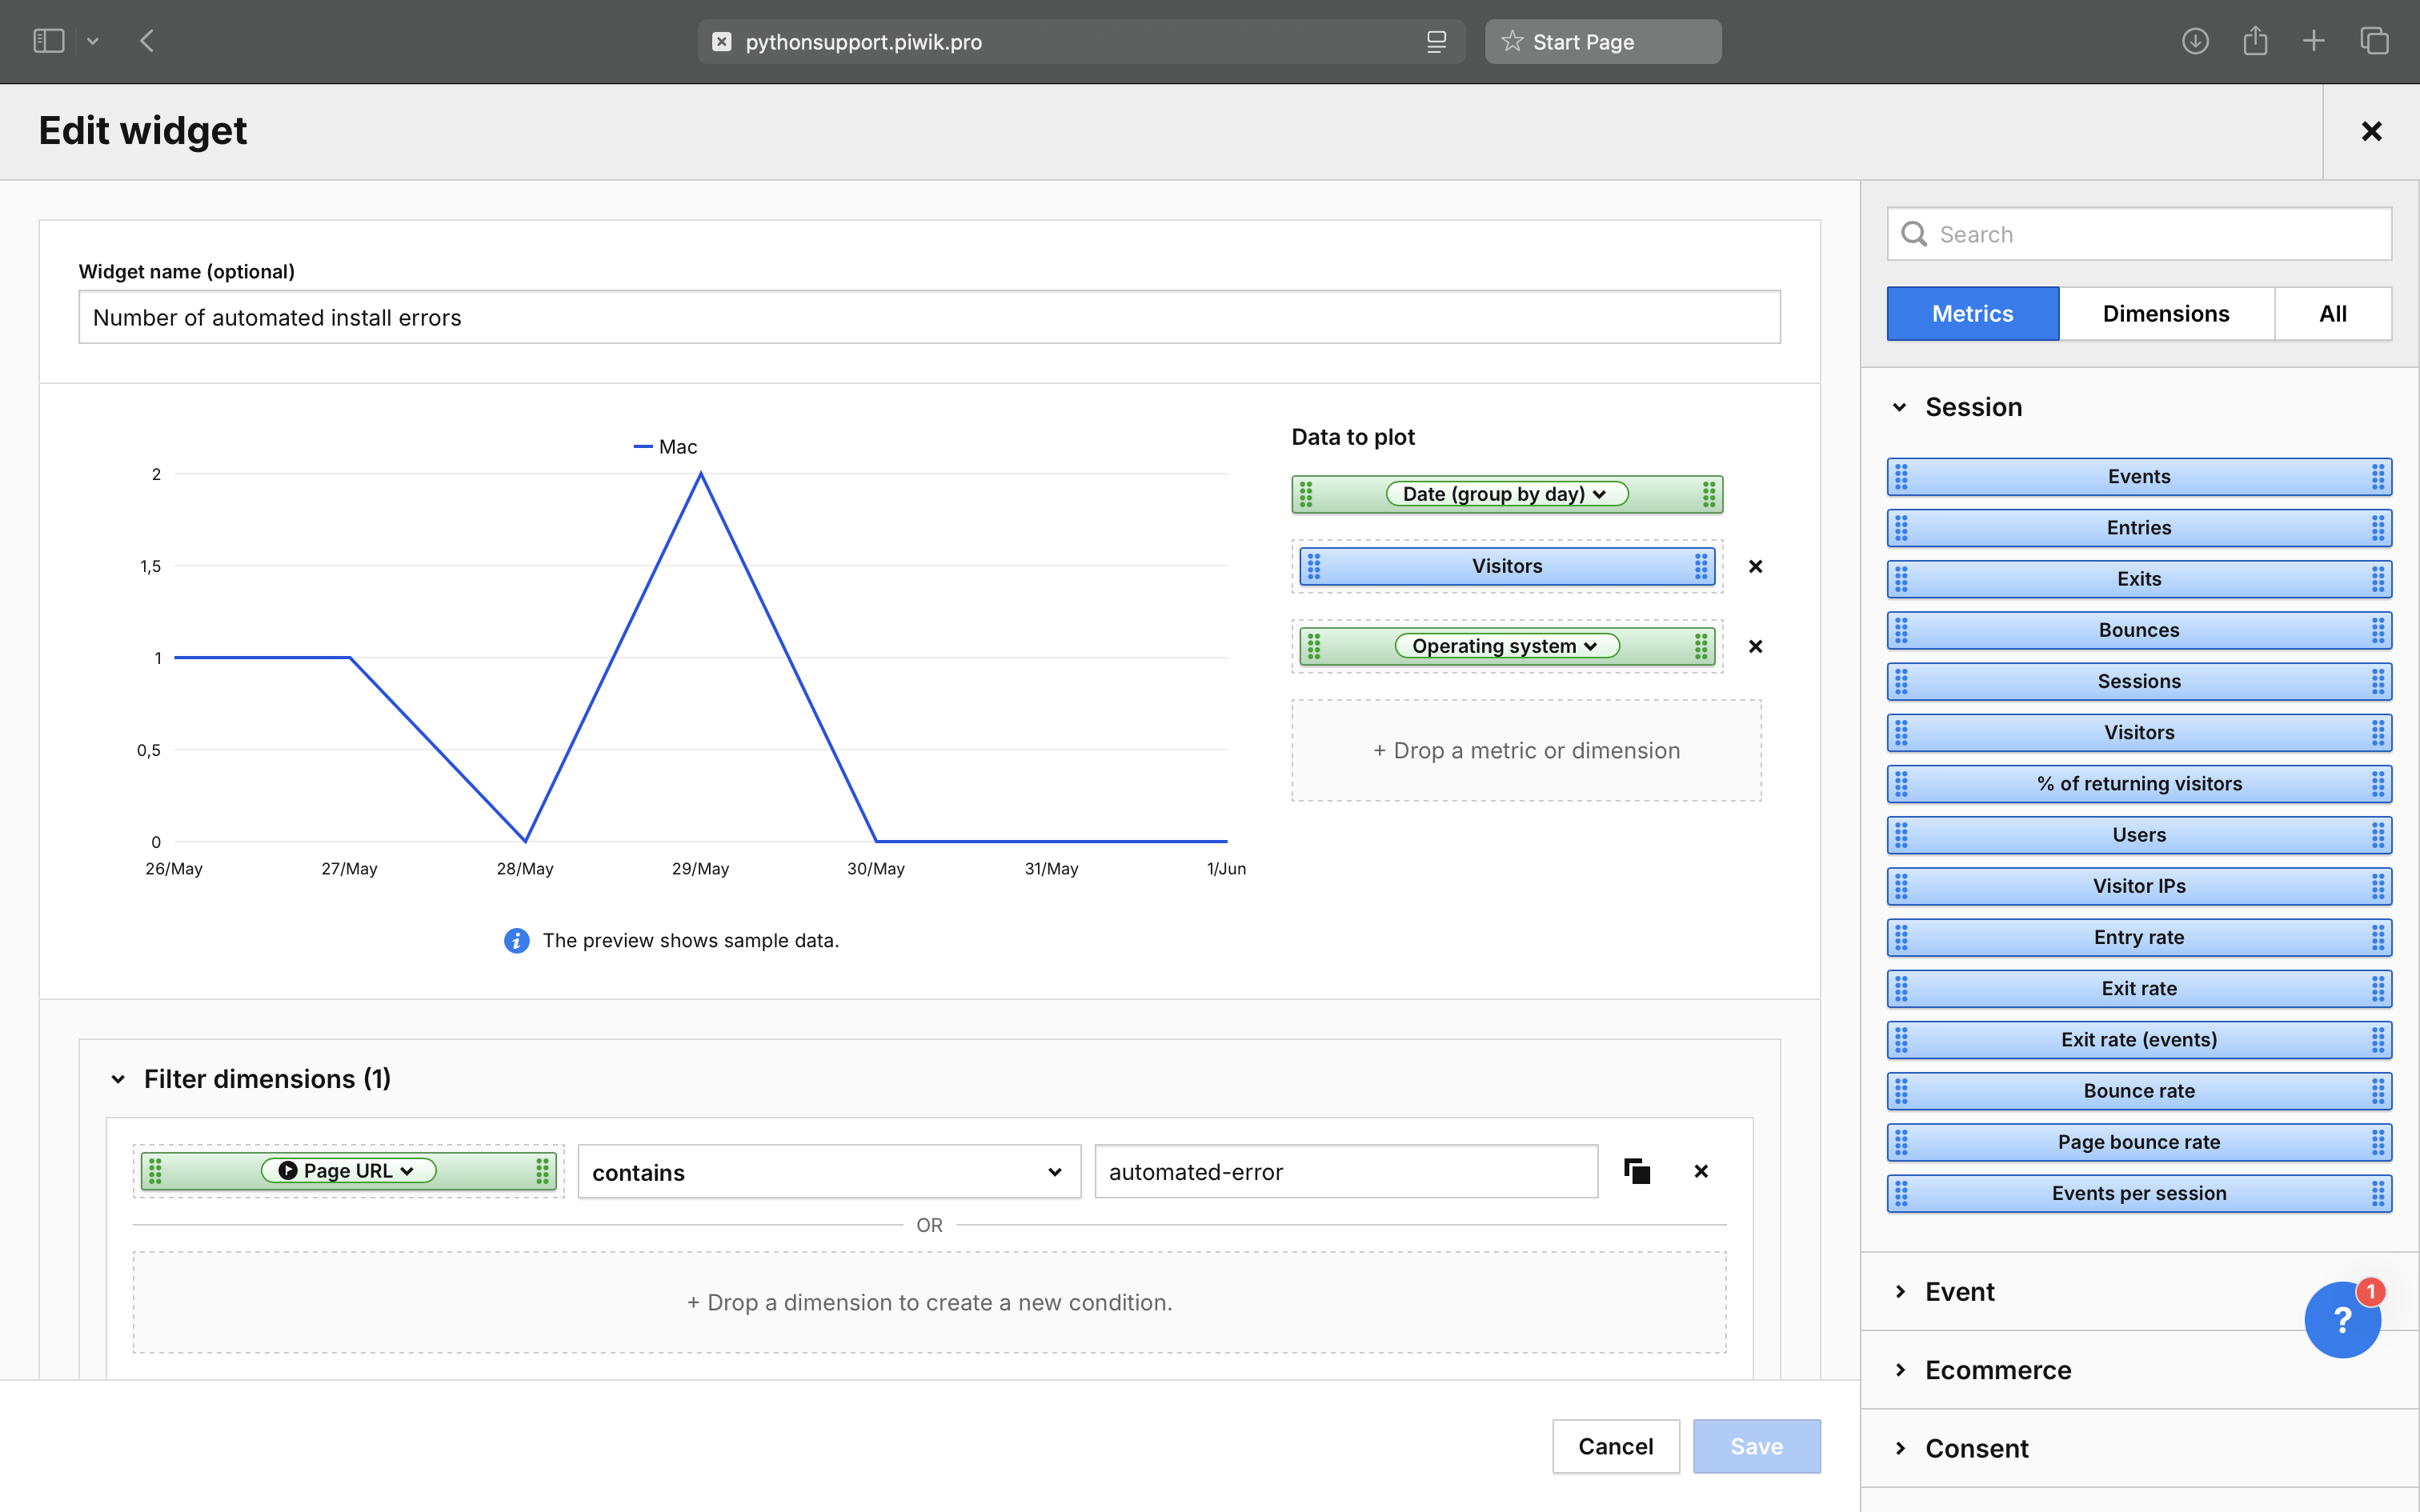 pythonsupport.piwik.pro
Start Page
Edit widget
Widget name (optional)
Number of automated install errors
Mac
2
1,5
1
0,5
0
26/May
27/May
28/May
29/May
30/May
31/May
1/Jun
The preview shows sample data.
Data to plot
Date (group by day)
Visitors
Operating system
+ Drop a metric or dimension
Filter dimensions (1)
Page URL
contains
automated-error
OR
+ Drop a dimension to create a new condition.
Cancel
Save
Search
Metrics
Dimensions
All
Session
Events
Entries
Exits
Bounces
Sessions
Visitors
% of returning visitors
Users
Visitor IPs
Entry rate
Exit rate
Exit rate (events)
Bounce rate
Page bounce rate
Events per session
Event
Ecommerce
Consent
?
1